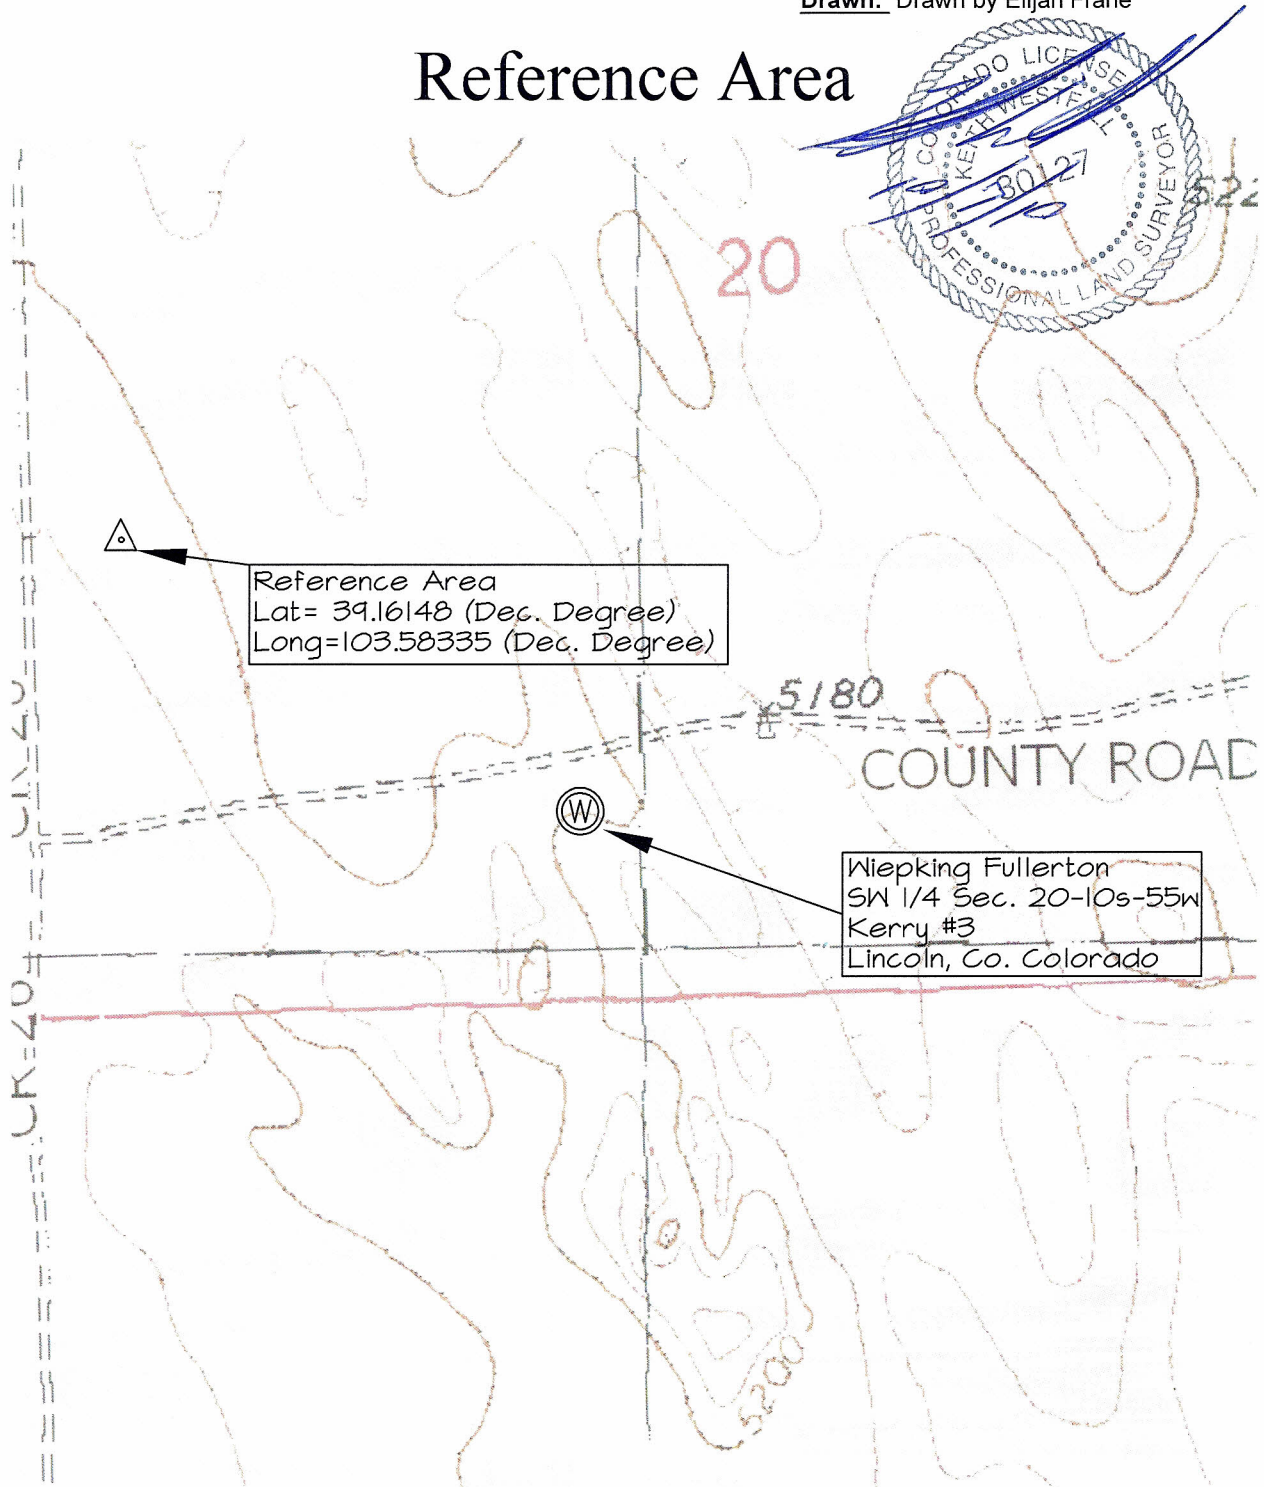 Drawn: Drawn by Elijah Frane
Reference Area
COLORADO LICENSED
KEITH WESTFALL
30127
PROFESSIONAL LAND SURVEYOR
522
20
Reference Area
Lat= 39.16148 (Dec. Degree)
Long=103.58335 (Dec. Degree)
5180
COUNTY ROAD
Wiepking Fullerton
SW 1/4 Sec. 20-10s-55w
Kerry #3
Lincoln, Co. Colorado
W
5200